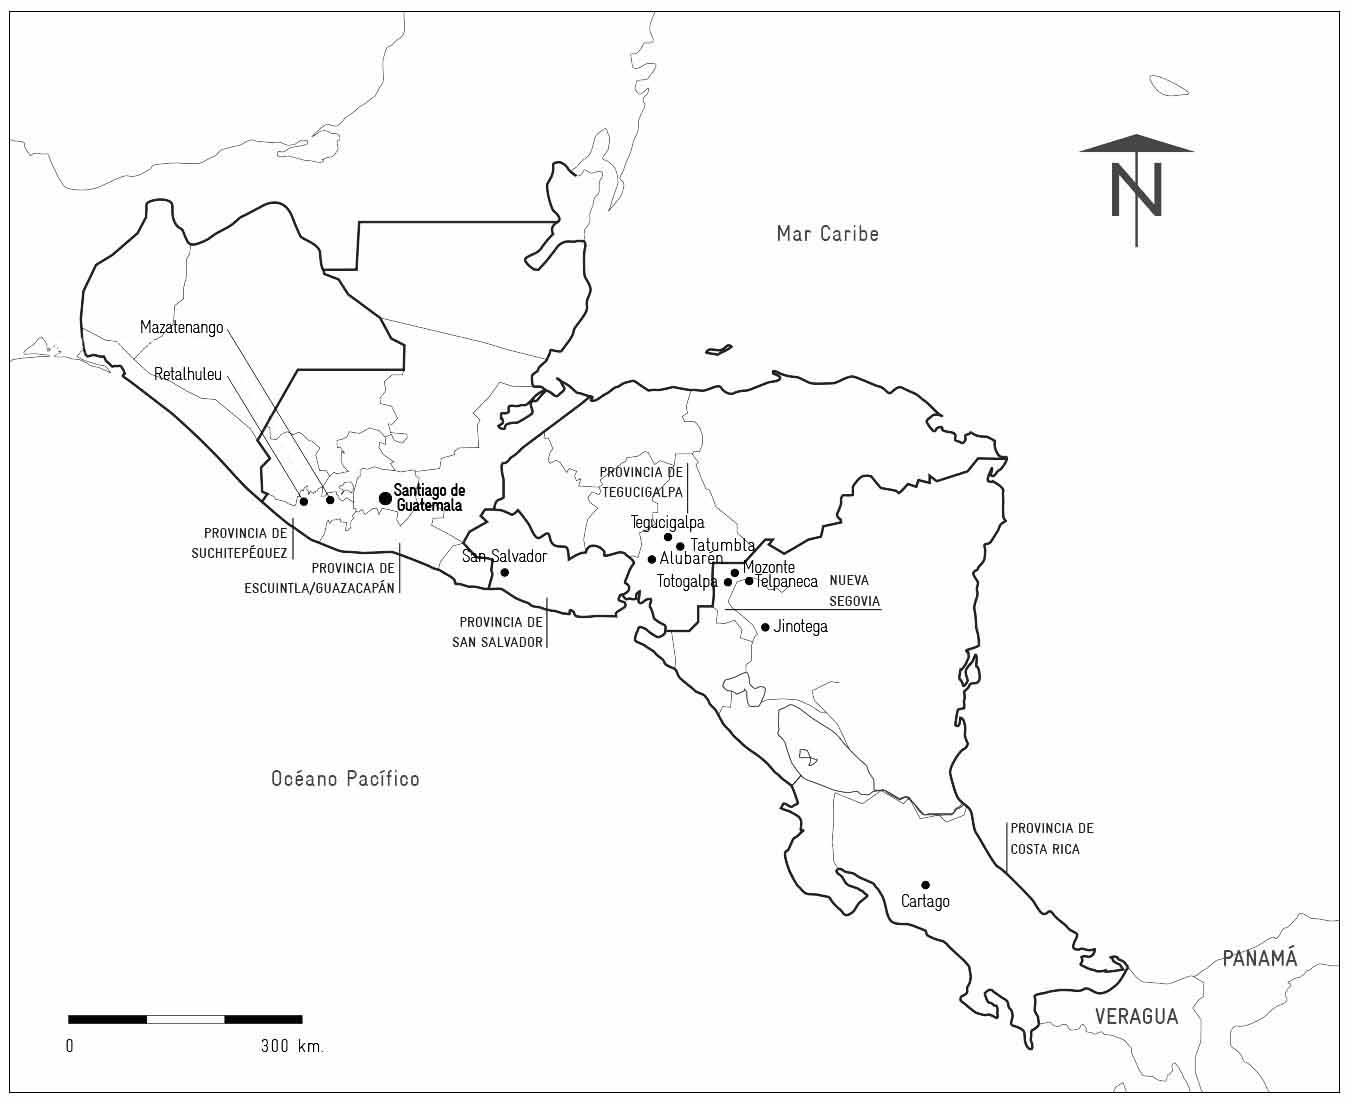 N
Mar Caribe
Mazatenango
Retalhuleu
Santiago de
Guatemala
PROVINCIA DE
TEGUCIGALPA
Tegucigalpa
Tatumbla
Alubarén
PROVINCIA DE
SUCHITEPÉQUEZ
San Salvador
PROVINCIA DE
ESCUINTLA/GUAZACAPÁN
Mozonte
Totogalpa
Telpaneca
NUEVA
SEGOVIA
PROVINCIA DE
SAN SALVADOR
Jinotega
Océano Pacífico
PROVINCIA DE
COSTA RICA
Cartago
PANAMÁ
VERAGUA
0 300 km.